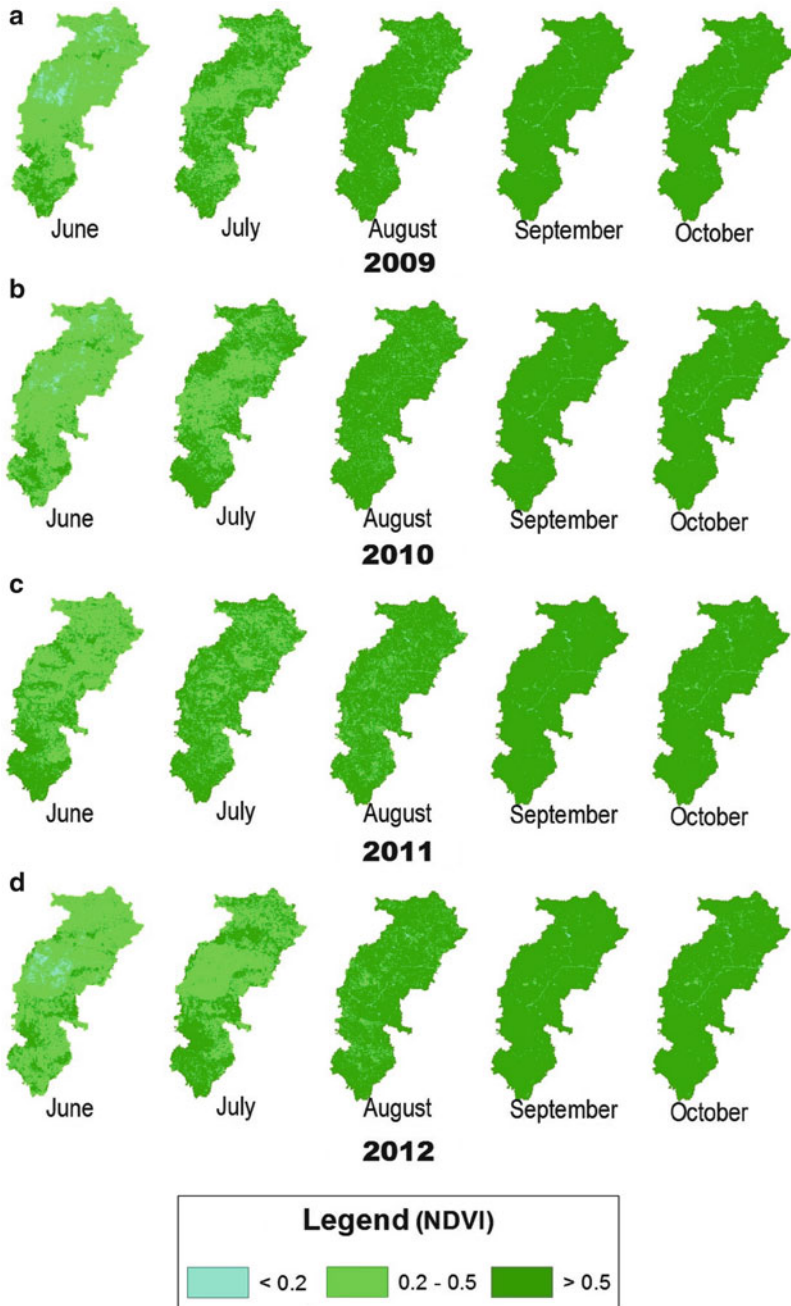 a
June July August September October
2009
b
June July August September October
2010
c
June July August September October
2011
d
June July August September October
2012
Legend (NDVI)
< 0.2 0.2 - 0.5 > 0.5